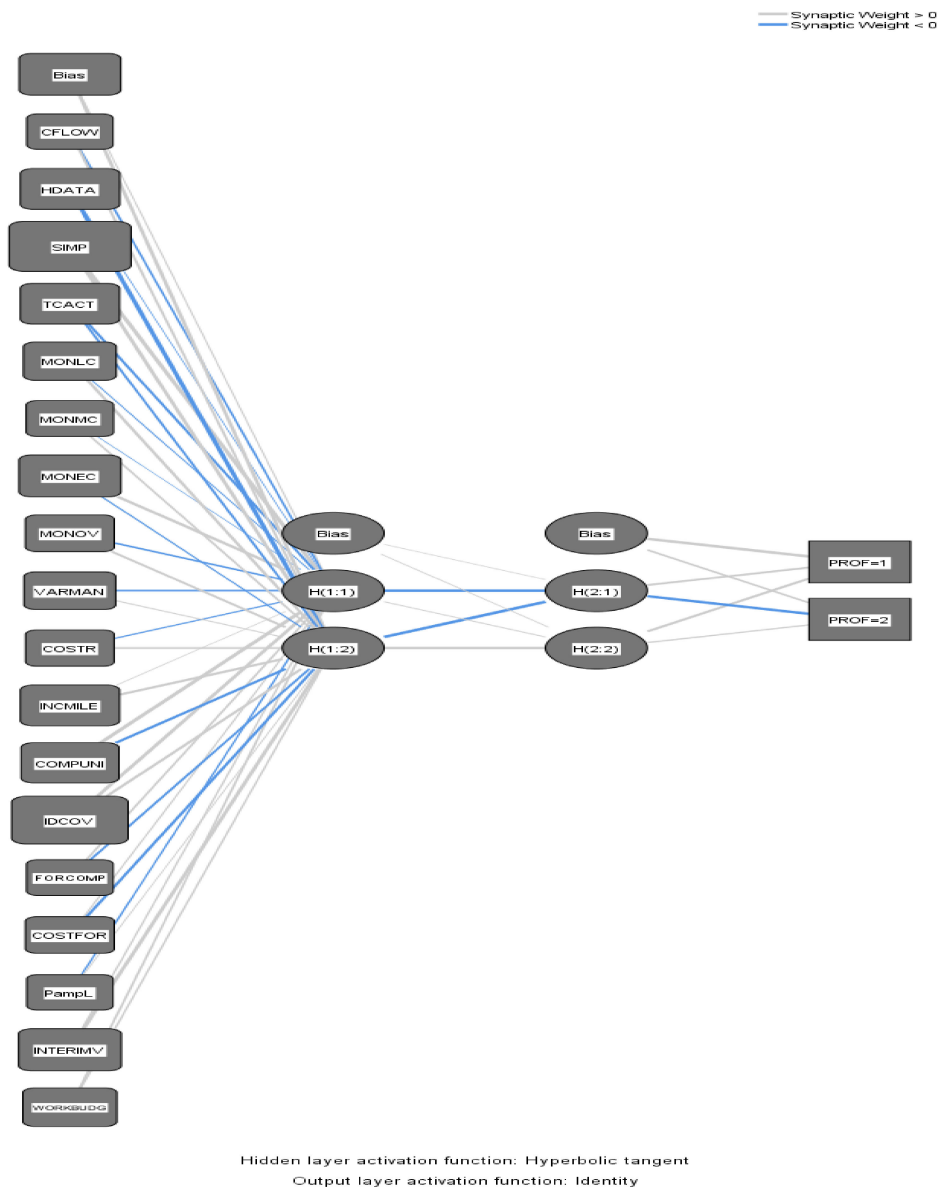 Synaptic Weight > 0
Synaptic Weight < 0
Bias
CFLOW
HDATA
SIMP
TCACT
MONLC
MONMC
MONEC
MONOV
VARMAN
COSTR
INCMILE
COMPUNI
IDCOV
FORCOMP
COSTFOR
PampL
INTERIMV
WORKBUDG
Bias
H(1:1)
H(1:2)
Bias
H(2:1)
H(2:2)
PROF=1
PROF=2
Hidden layer activation function: Hyperbolic tangent
Output layer activation function: Identity